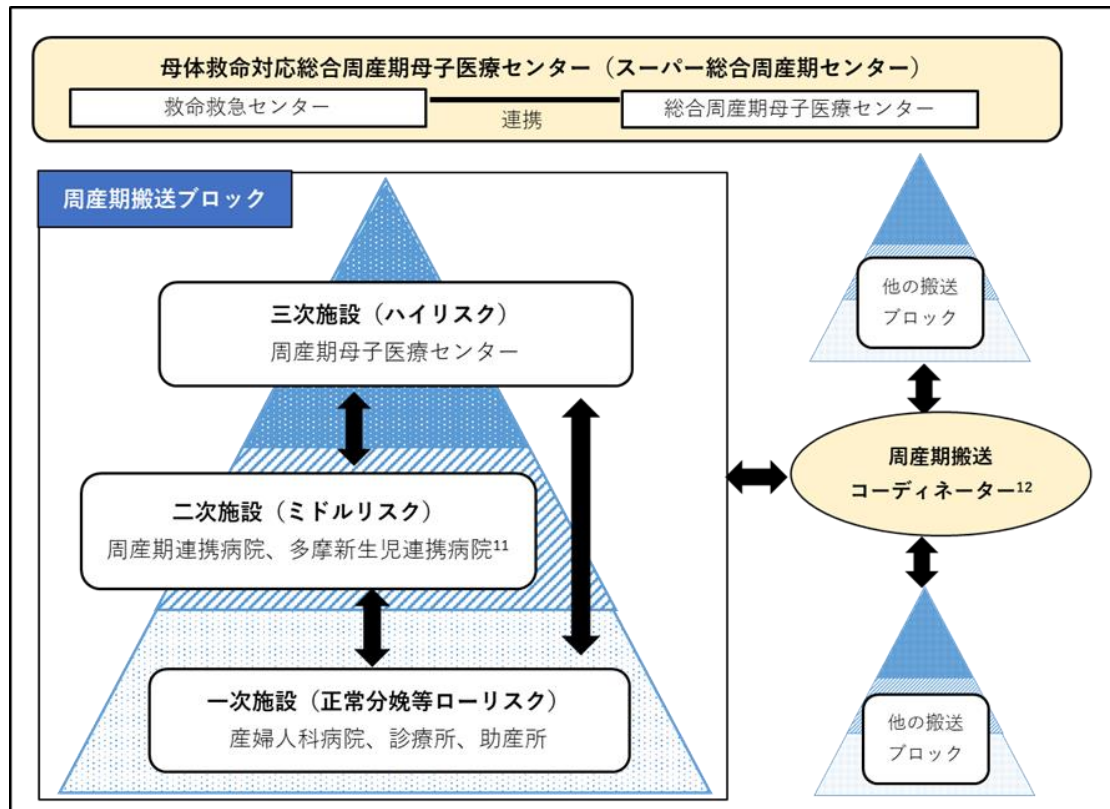 母体救命対応総合周産期母子医療センター（スーパー総合周産期センター）
救命救急センター
連携
総合周産期母子医療センター
周産期搬送ブロック
三次施設（ハイリスク）
周産期母子医療センター
二次施設（ミドルリスク）
周産期連携病院、多摩新生児連携病院¹¹
一次施設（正常分娩等ローリスク）
産婦人科病院、診療所、助産所
他の搬送
ブロック
周産期搬送
コーディネーター¹²
他の搬送
ブロック